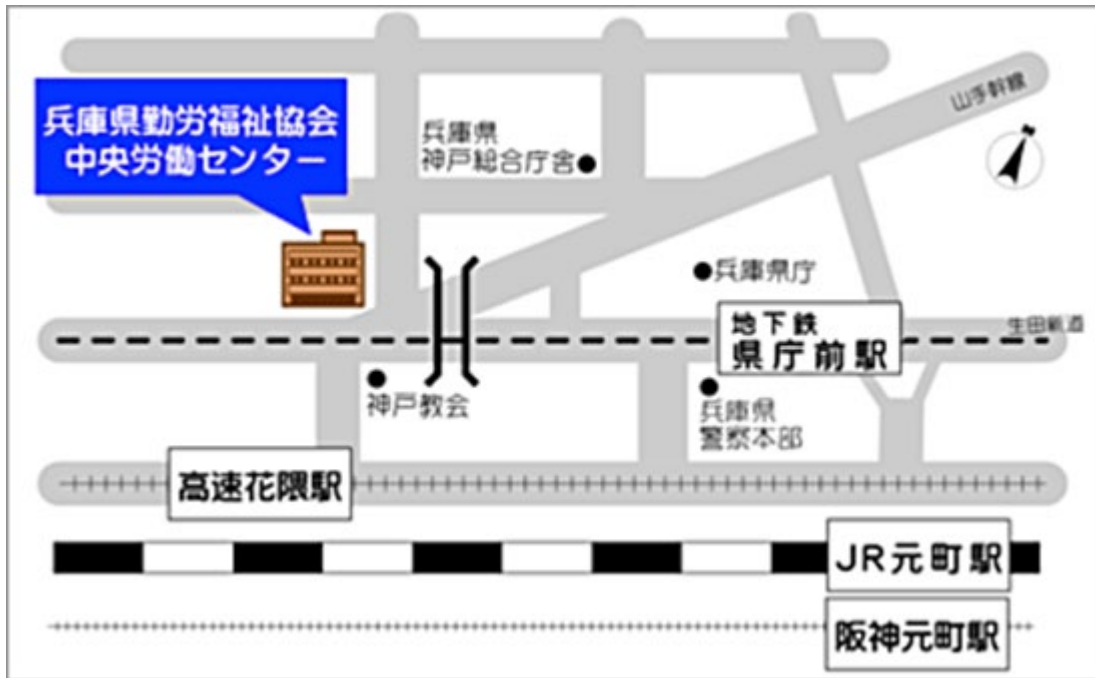 兵庫県勤労福祉協会
中央労働センター
兵庫県
神戸総合庁舎
山手幹線
兵庫県庁
地下鉄
県庁前駅
生田新道
神戸教会
兵庫県
警察本部
高速花隈駅
JR元町駅
阪神元町駅